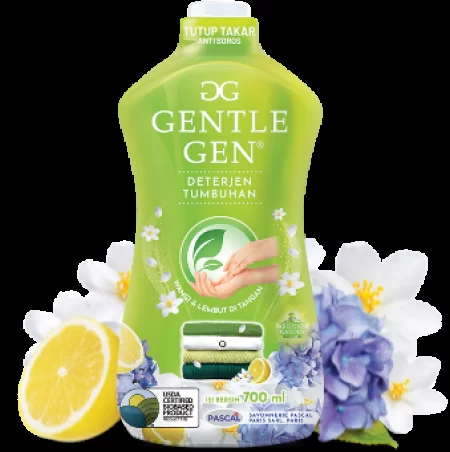 TUTUP TAKAR
ANTI BOROS
GG
GENTLE
GEN®
DETERJEN
TUMBUHAN
WANGI & LEMBUT DI TANGAN
USDA
CERTIFIED
BIOBASED
PRODUCT
ISI BERSIH 700 ml
PASCAL
SAVONNERIE PASCAL
PARIS SARL, PARIS